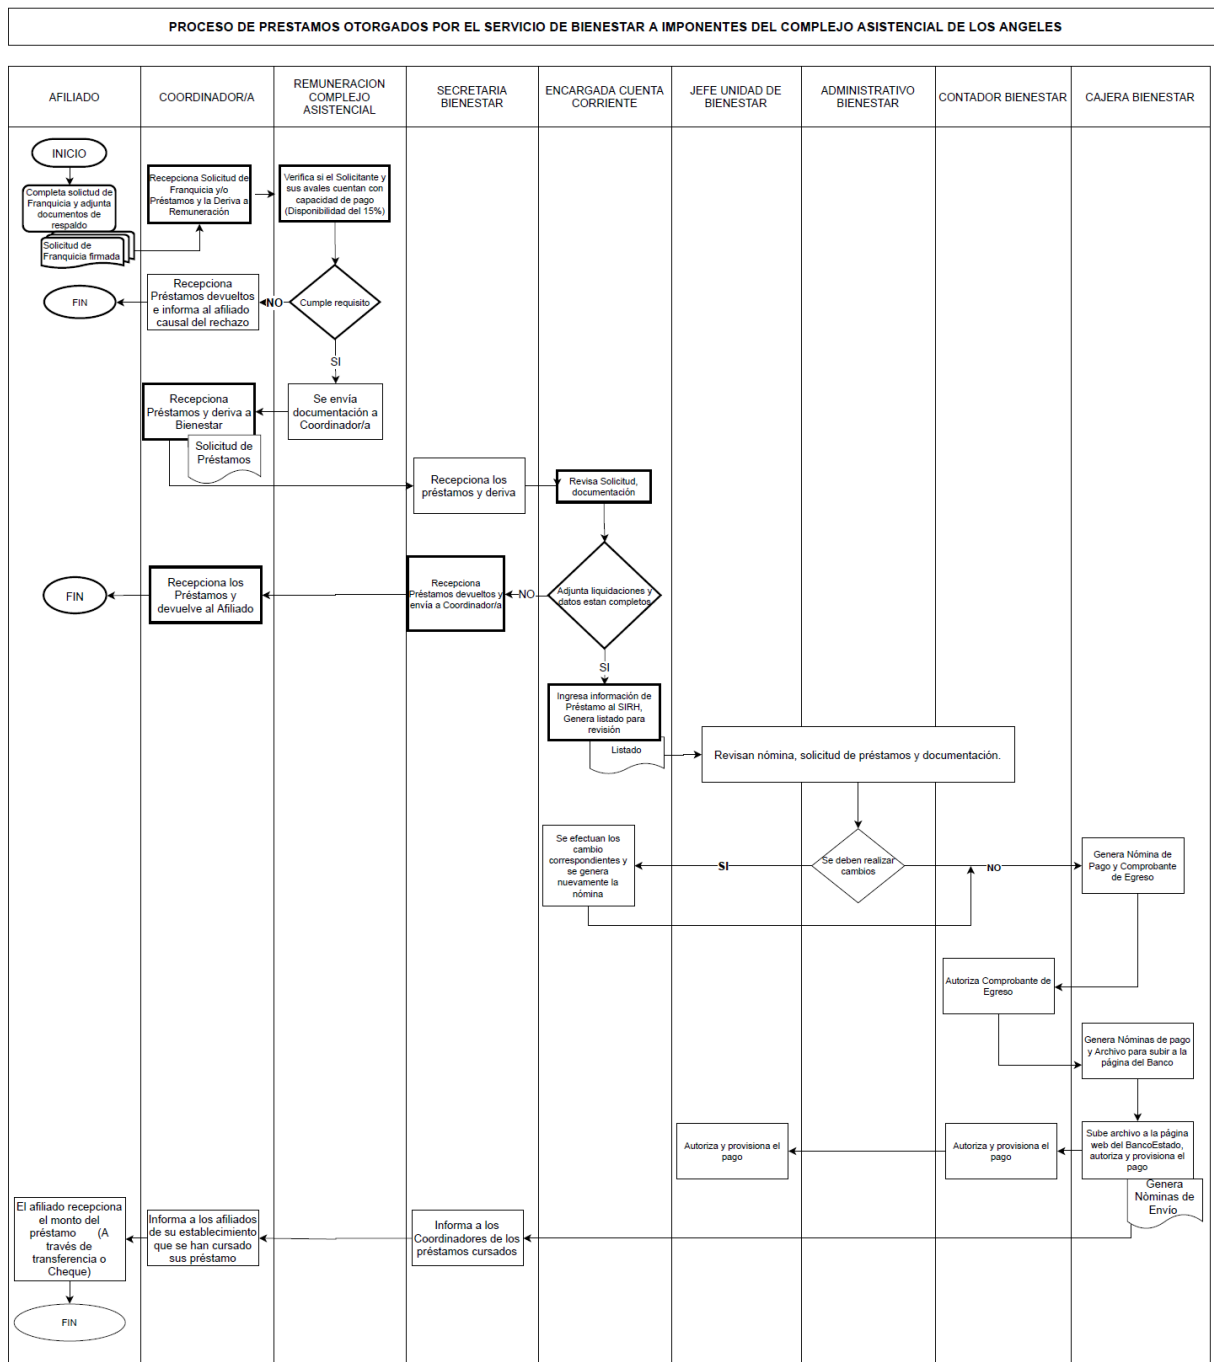 PROCESO DE PRESTAMOS OTORGADOS POR EL SERVICIO DE BIENESTAR A IMPONENTES DEL COMPLEJO ASISTENCIAL DE LOS ANGELES
AFILIADO
COORDINADOR/A
REMUNERACION
COMPLEJO
ASISTENCIAL
SECRETARIA
BIENESTAR
ENCARGADA CUENTA
CORRIENTE
JEFE UNIDAD DE
BIENESTAR
ADMINISTRATIVO
BIENESTAR
CONTADOR BIENESTAR
CAJERA BIENESTAR
INICIO
Completa solictud de
Franquicia y adjunta
documentos de
respaldo
Solicitud de
Franquicia firmada
Recepciona Solicitud de
Franquicia y/o
Préstamos y la Deriva a
Remuneración
Verifica si el Solicitante y
sus avales cuentan con
capacidad de pago
(Disponibilidad del 15%)
Cumple requisito
NO
Recepciona
Préstamos devueltos
e informa al afiliado
causal del rechazo
FIN
SI
Se envía
documentación a
Coordinador/a
Recepciona
Préstamos y deriva a
Bienestar
Solicitud de
Préstamos
Recepciona los
préstamos y deriva
Revisa Solicitud,
documentación
Adjunta liquidaciones y
datos estan completos
NO
Recepciona
Préstamos devueltos y
envía a Coordinador/a
Recepciona los
Préstamos y
devuelve al Afiliado
FIN
SI
Ingresa información de
Préstamo al SIRH,
Genera listado para
revisión
Listado
Revisan nómina, solicitud de préstamos y documentación.
Se deben realizar
cambios
SI
Se efectuan los
cambio
correspondientes y
se genera
nuevamente la
nómina
NO
Genera Nómina de
Pago y Comprobante
de Egreso
Autoriza Comprobante de
Egreso
Genera Nóminas de pago
y Archivo para subir a la
página del Banco
Sube archivo a la página
web del BancoEstado,
autoriza y provisiona el
pago
Genera
Nòminas de
Envío
Autoriza y provisiona el
pago
Autoriza y provisiona el
pago
Informa a los
Coordinadores de los
préstamos cursados
Informa a los afiliados
de su establecimiento
que se han cursado
sus préstamo
El afiliado recepciona
el monto del
préstamo (A
través de
transferencia o
Cheque)
FIN